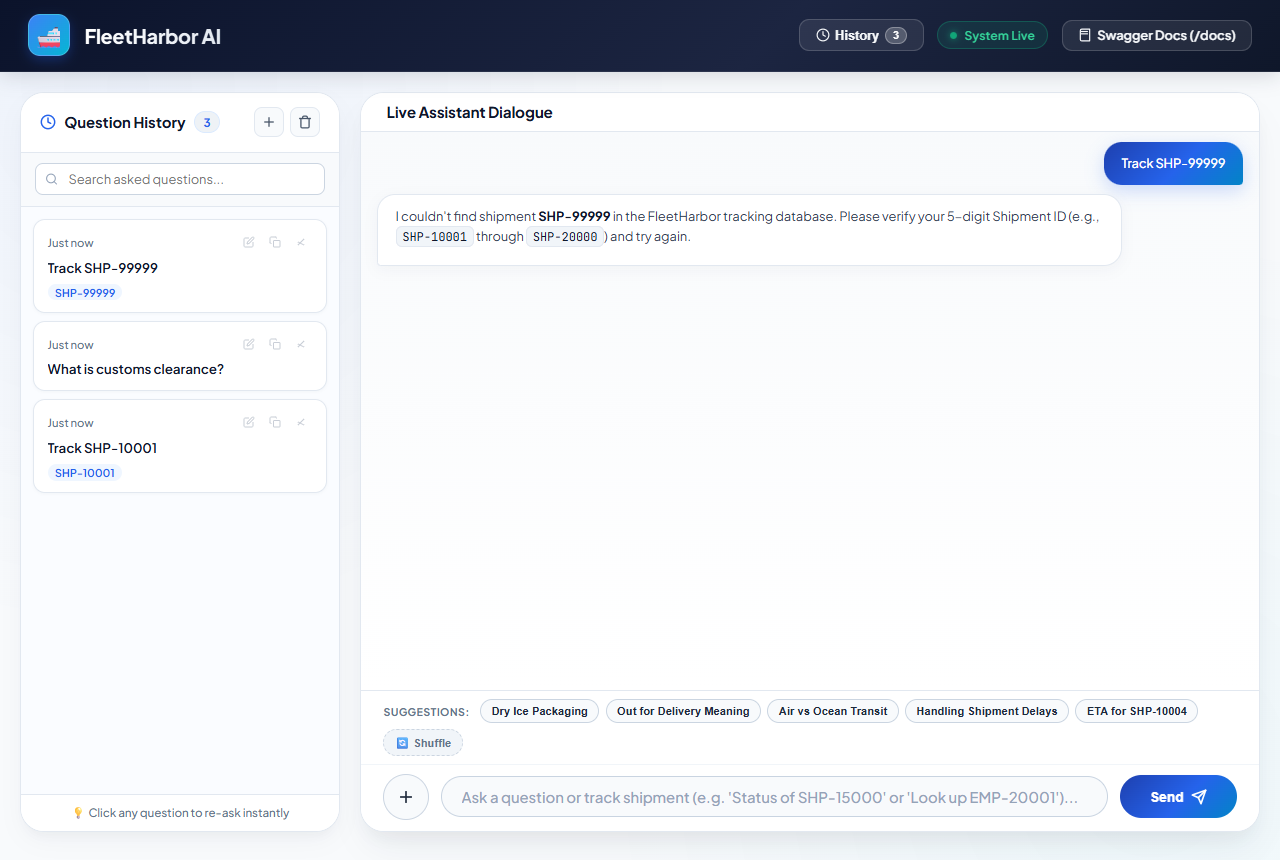 FleetHarbor AI
History 3
System Live
Swagger Docs (/docs)
Question History 3
Search asked questions...
Just now
Track SHP-99999
SHP-99999
Just now
What is customs clearance?
Just now
Track SHP-10001
SHP-10001
💡 Click any question to re-ask instantly
Live Assistant Dialogue
Track SHP-99999
I couldn't find shipment SHP-99999 in the FleetHarbor tracking database. Please verify your 5-digit Shipment ID (e.g.,
SHP-10001 through SHP-20000) and try again.
SUGGESTIONS: Dry Ice Packaging Out for Delivery Meaning Air vs Ocean Transit Handling Shipment Delays ETA for SHP-10004
Shuffle
Ask a question or track shipment (e.g. 'Status of SHP-15000' or 'Look up EMP-20001')...
Send